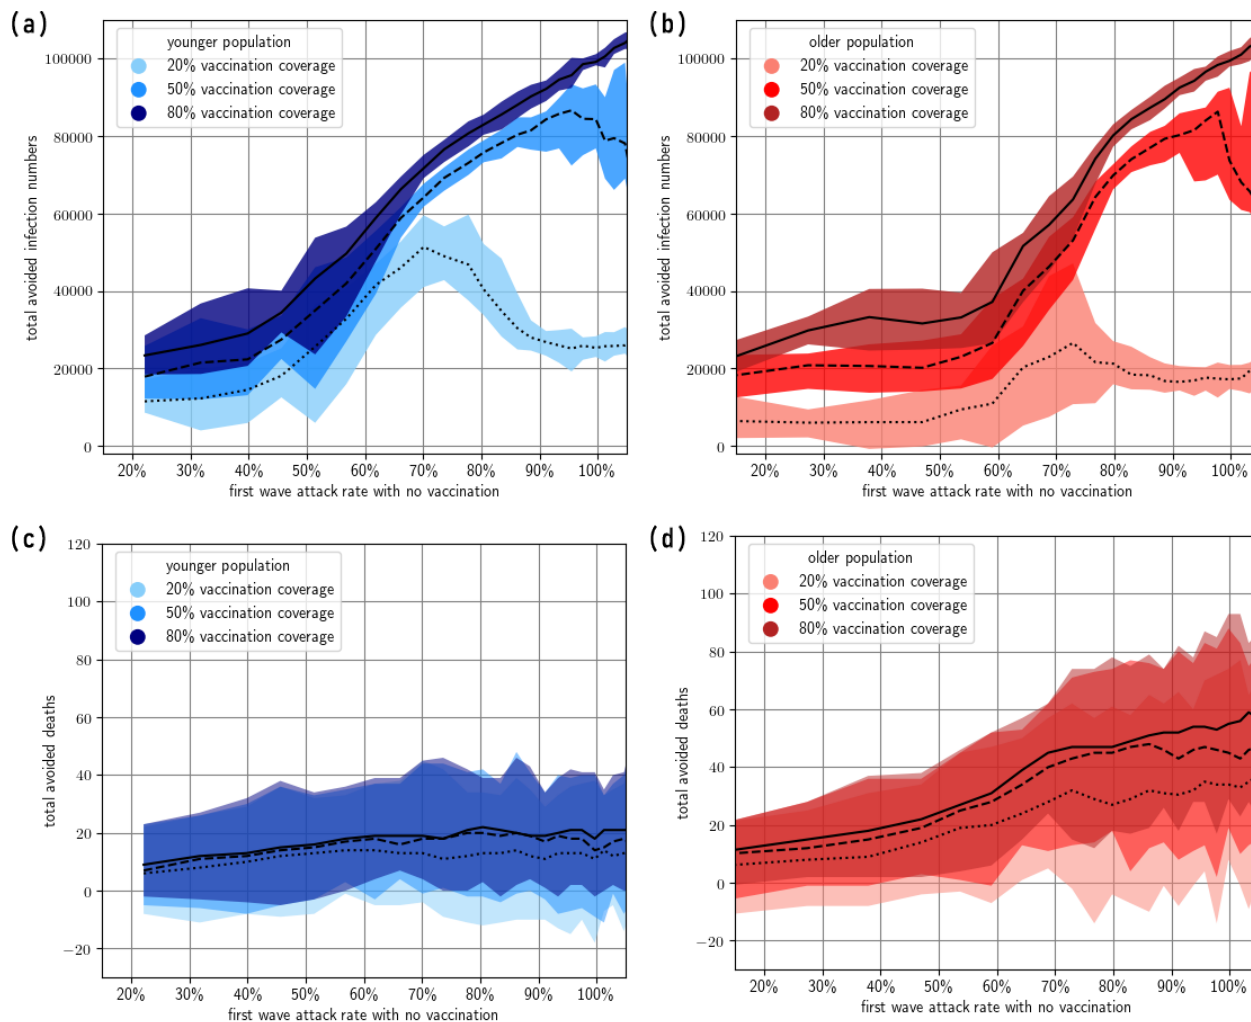 (a)
younger population
20% vaccination coverage
50% vaccination coverage
80% vaccination coverage
100000
80000
60000
40000
20000
0
total avoided infection numbers
20% 30% 40% 50% 60% 70% 80% 90% 100%
first wave attack rate with no vaccination
(b)
older population
20% vaccination coverage
50% vaccination coverage
80% vaccination coverage
100000
80000
60000
40000
20000
0
total avoided infection numbers
20% 30% 40% 50% 60% 70% 80% 90% 100%
first wave attack rate with no vaccination
(c)
younger population
20% vaccination coverage
50% vaccination coverage
80% vaccination coverage
120
100
80
60
40
20
0
−20
total avoided deaths
20% 30% 40% 50% 60% 70% 80% 90% 100%
first wave attack rate with no vaccination
(d)
older population
20% vaccination coverage
50% vaccination coverage
80% vaccination coverage
120
100
80
60
40
20
0
−20
total avoided deaths
20% 30% 40% 50% 60% 70% 80% 90% 100%
first wave attack rate with no vaccination